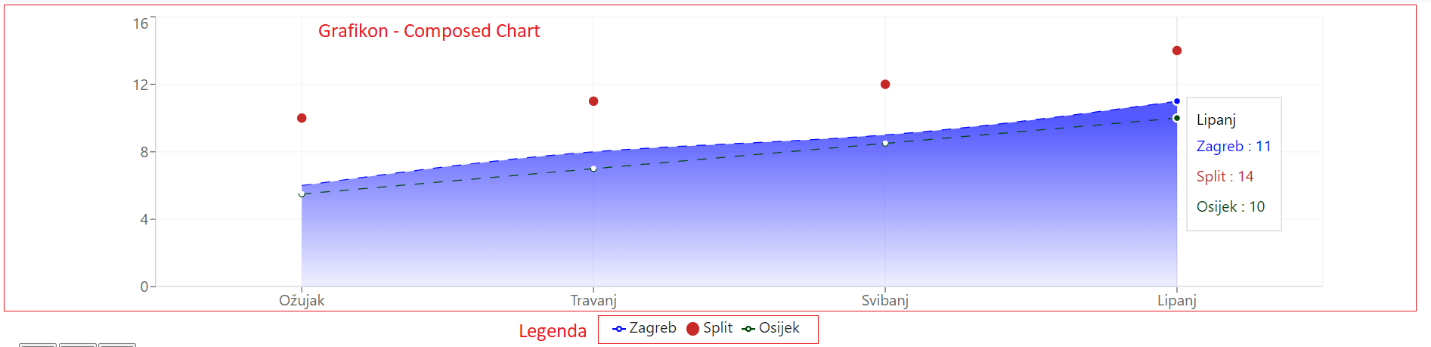 Grafikon - Composed Chart
16
12
8
4
0
Ožujak
Travanj
Svibanj
Lipanj
Lipanj
Zagreb : 11
Split : 14
Osijek : 10
Legenda
Zagreb Split Osijek